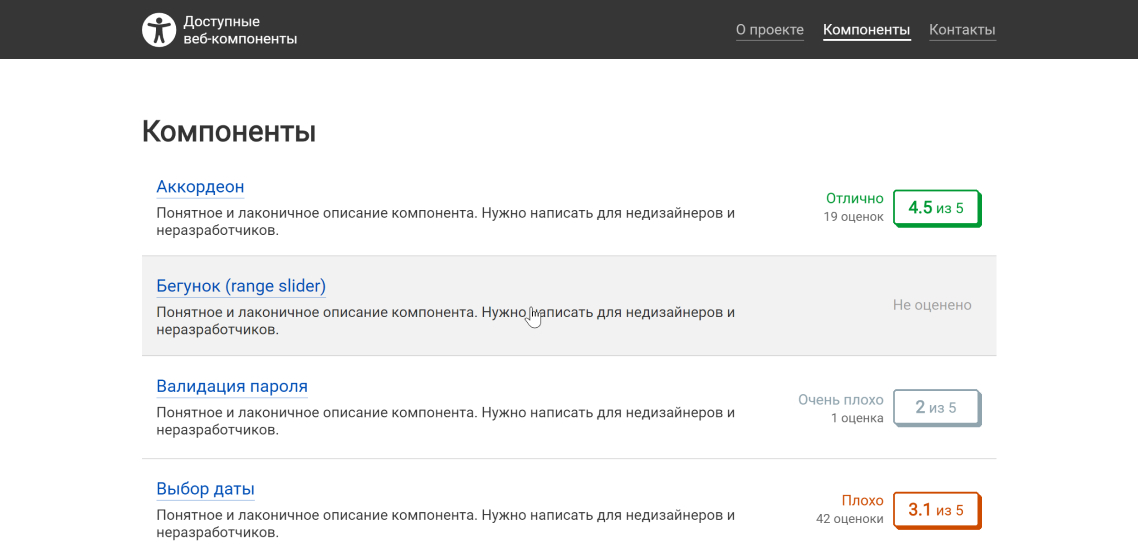 Доступные
веб-компоненты
О проекте Компоненты Контакты
Компоненты
Аккордеон
Понятное и лаконичное описание компонента. Нужно написать для недизайнеров и
неразработчиков.
Отлично
19 оценок
4.5 из 5
Бегунок (range slider)
Понятное и лаконичное описание компонента. Нужно написать для недизайнеров и
неразработчиков.
Не оценено
Валидация пароля
Понятное и лаконичное описание компонента. Нужно написать для недизайнеров и
неразработчиков.
Очень плохо
1 оценка
2 из 5
Выбор даты
Понятное и лаконичное описание компонента. Нужно написать для недизайнеров и
неразработчиков.
Плохо
42 оценоки
3.1 из 5